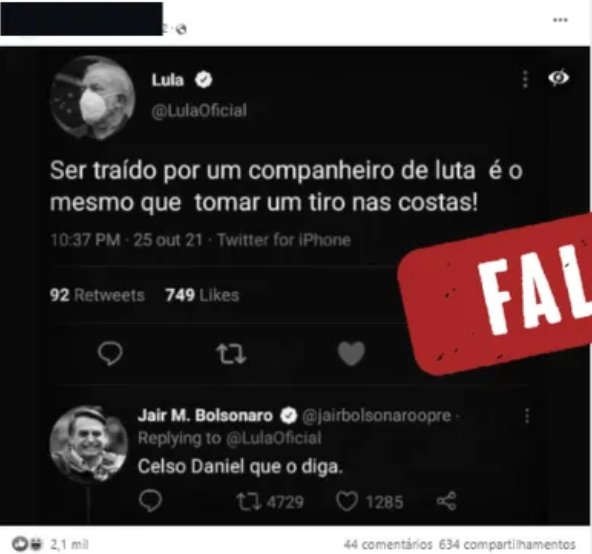 Lula
@LulaOficial
Ser traído por um companheiro de luta é o
mesmo que tomar um tiro nas costas!
10:37 PM · 25 out 21 · Twitter for iPhone
92 Retweets 749 Likes
FAL
Jair M. Bolsonaro @jairbolsonaroopre ·
Replying to @LulaOficial
Celso Daniel que o diga.
4729 1285
2,1 mil 44 comentários 634 compartilhamentos